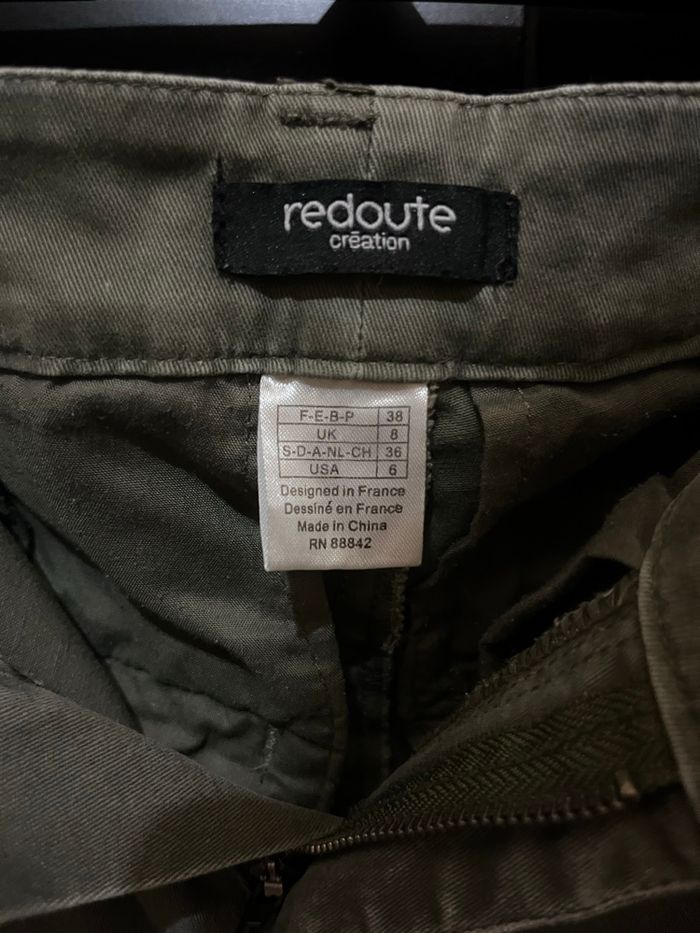 redoute
création
F-E-B-P 38
UK 8
S-D-A-NL-CH 36
USA 6
Designed in France
Dessiné en France
Made in China
RN 88842